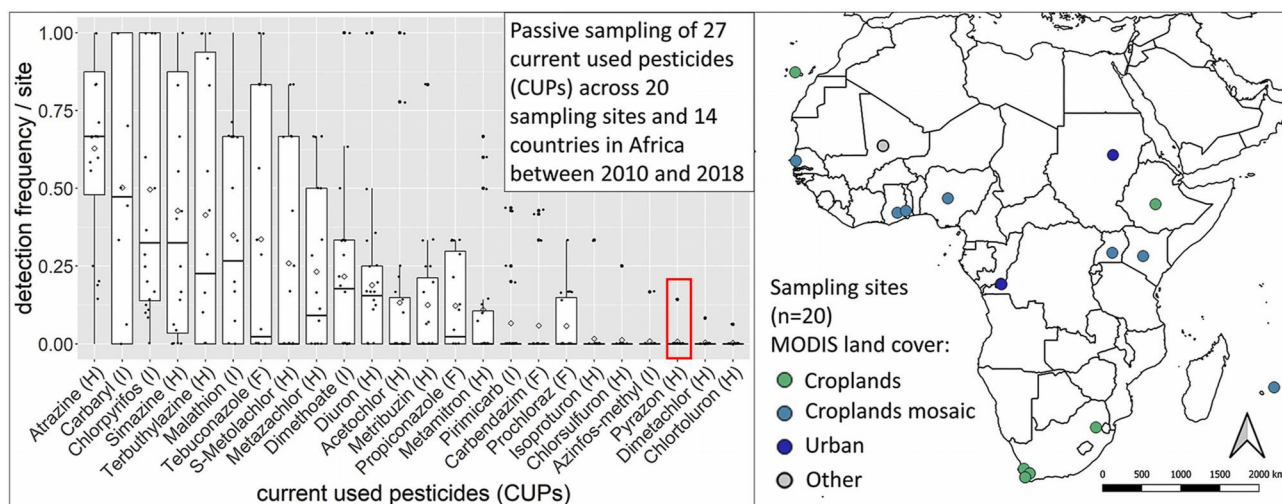 1.00
0.75
0.50
0.25
0.00
detection frequency / site
Passive sampling of 27
current used pesticides
(CUPs) across 20
sampling sites and 14
countries in Africa
between 2010 and 2018
Atrazine (H)
Carbaryl (I)
Chlorpyrifos (I)
Simazine (H)
Terbuthylazine (H)
Malathion (I)
Tebuconazole (F)
S-Metolachlor (H)
Metazachlor (H)
Dimethoate (I)
Diuron (H)
Acetochlor (H)
Metribuzin (H)
Propiconazole (F)
Metamitron (H)
Pirimicarb (I)
Carbendazim (F)
Prochloraz (F)
Isoproturon (H)
Chlorsulfuron (H)
Azinfos-methyl (I)
Pyrazon (H)
Dimetachlor (H)
Chlortoluron (H)
current used pesticides (CUPs)
Sampling sites
(n=20)
MODIS land cover:
Croplands
Croplands mosaic
Urban
Other
0 500 1000 1500 2000 km